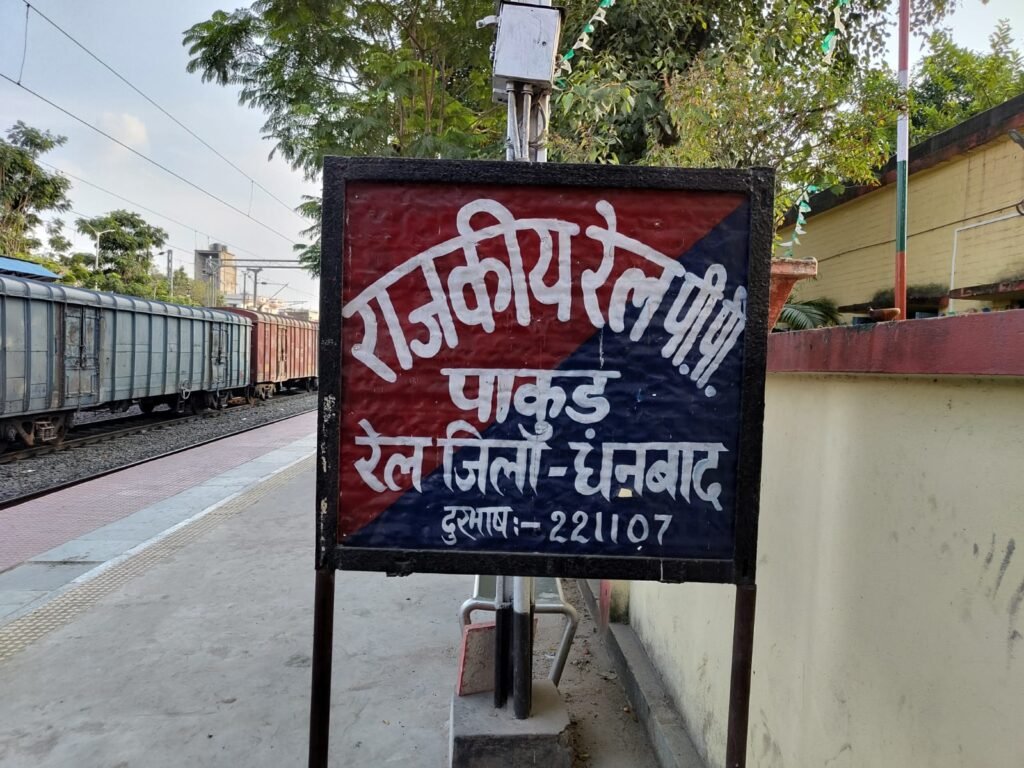 राजकीय रेल पी.पी.
पाकुड
रेल जिला-धनबाद
दुरभाष:- 221107